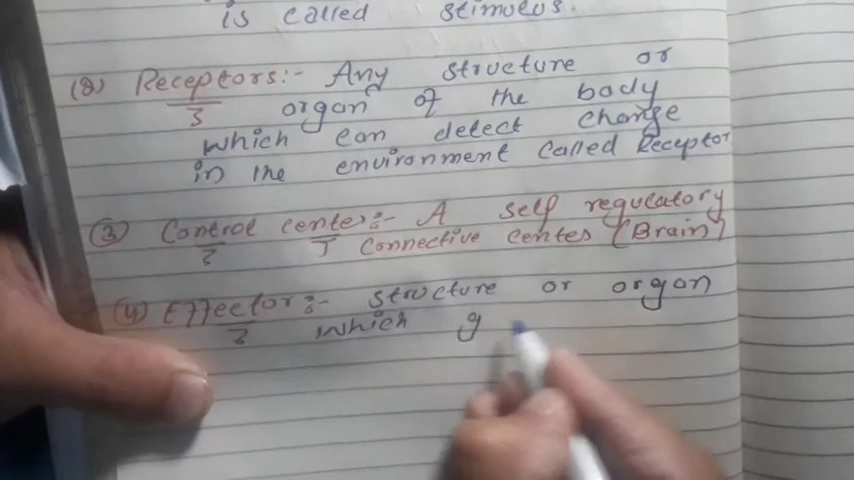 is called stimulus.
(2) Receptors:- Any structure or
organ of the body
which can detect change
in the environment called Receptor
(3) Control center:- A self regulatory
Connective center (Brain)
(4) Effector:- structure or organ
which g